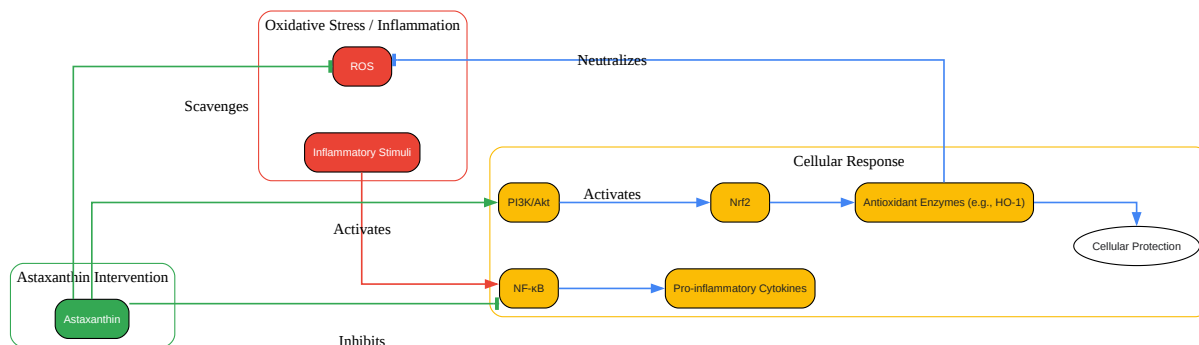 Oxidative Stress / Inflammation
ROS
Neutralizes
Scavenges
Inflammatory Stimuli
Cellular Response
PI3K/Akt
Activates
Nrf2
Antioxidant Enzymes (e.g., HO-1)
Activates
Cellular Protection
Astaxanthin Intervention
NF-κB
Pro-inflammatory Cytokines
Astaxanthin
Inhibits